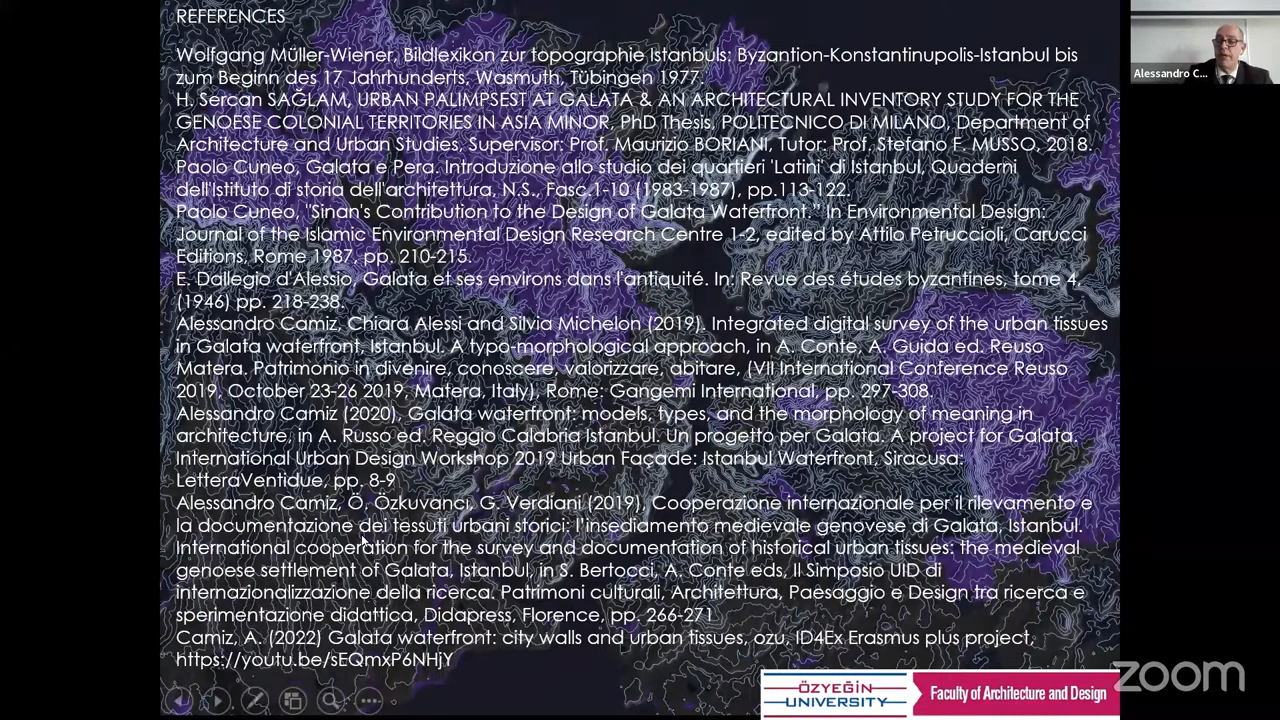 REFERENCES
Wolfgang Müller-Wiener, Bildlexikon zur topographie Istanbuls: Byzantion-Konstantinupolis-Istanbul bis
zum Beginn des 17 Jahrhunderts, Wasmuth, Tübingen 1977.
H. Sercan SAĞLAM, URBAN PALIMPSEST AT GALATA & AN ARCHITECTURAL INVENTORY STUDY FOR THE
GENOESE COLONIAL TERRITORIES IN ASIA MINOR, PhD Thesis, POLITECNICO DI MILANO, Department of
Architecture and Urban Studies, Supervisor: Prof. Maurizio BORIANI, Tutor: Prof. Stefano F. MUSSO, 2018.
Paolo Cuneo, Galata e Pera. Introduzione allo studio dei quartieri 'Latini' di Istanbul, Quaderni
dell'Istituto di storia dell'architettura, N.S., Fasc.1-10 (1983-1987), pp.113-122.
Paolo Cuneo, "Sinan's Contribution to the Design of Galata Waterfront.” In Environmental Design:
Journal of the Islamic Environmental Design Research Centre 1-2, edited by Attilo Petruccioli, Carucci
Editions, Rome 1987, pp. 210-215.
E. Dallegio d'Alessio, Galata et ses environs dans l'antiquité. In: Revue des études byzantines, tome 4,
(1946) pp. 218-238.
Alessandro Camiz, Chiara Alessi and Silvia Michelon (2019). Integrated digital survey of the urban tissues
in Galata waterfront, Istanbul. A typo-morphological approach, in A. Conte, A. Guida ed. Reuso
Matera. Patrimonio in divenire, conoscere, valorizzare, abitare, (VII International Conference Reuso
2019, October 23-26 2019, Matera, Italy). Rome: Gangemi International, pp. 297-308.
Alessandro Camiz (2020). Galata waterfront: models, types, and the morphology of meaning in
architecture, in A. Russo ed. Reggio Calabria Istanbul. Un progetto per Galata. A project for Galata.
International Urban Design Workshop 2019 Urban Façade: Istanbul Waterfront, Siracusa:
LetteraVentidue, pp. 8-9
Alessandro Camiz, Ö. Özkuvancı, G. Verdiani (2019), Cooperazione internazionale per il rilevamento e
la documentazione dei tessuti urbani storici: l’insediamento medievale genovese di Galata, Istanbul.
International cooperation for the survey and documentation of historical urban tissues: the medieval
genoese settlement of Galata, Istanbul, in S. Bertocci, A. Conte eds, II Simposio UID di
internazionalizzazione della ricerca. Patrimoni culturali, Architettura, Paesaggio e Design tra ricerca e
sperimentazione didattica, Didapress, Florence, pp. 266-271
Camiz, A. (2022) Galata waterfront: city walls and urban tissues, ozu, ID4Ex Erasmus plus project,
https://youtu.be/sEQmxP6NHjY
Alessandro C...
ÖZYEĞİN
UNIVERSITY
Faculty of Architecture and Design
zoom